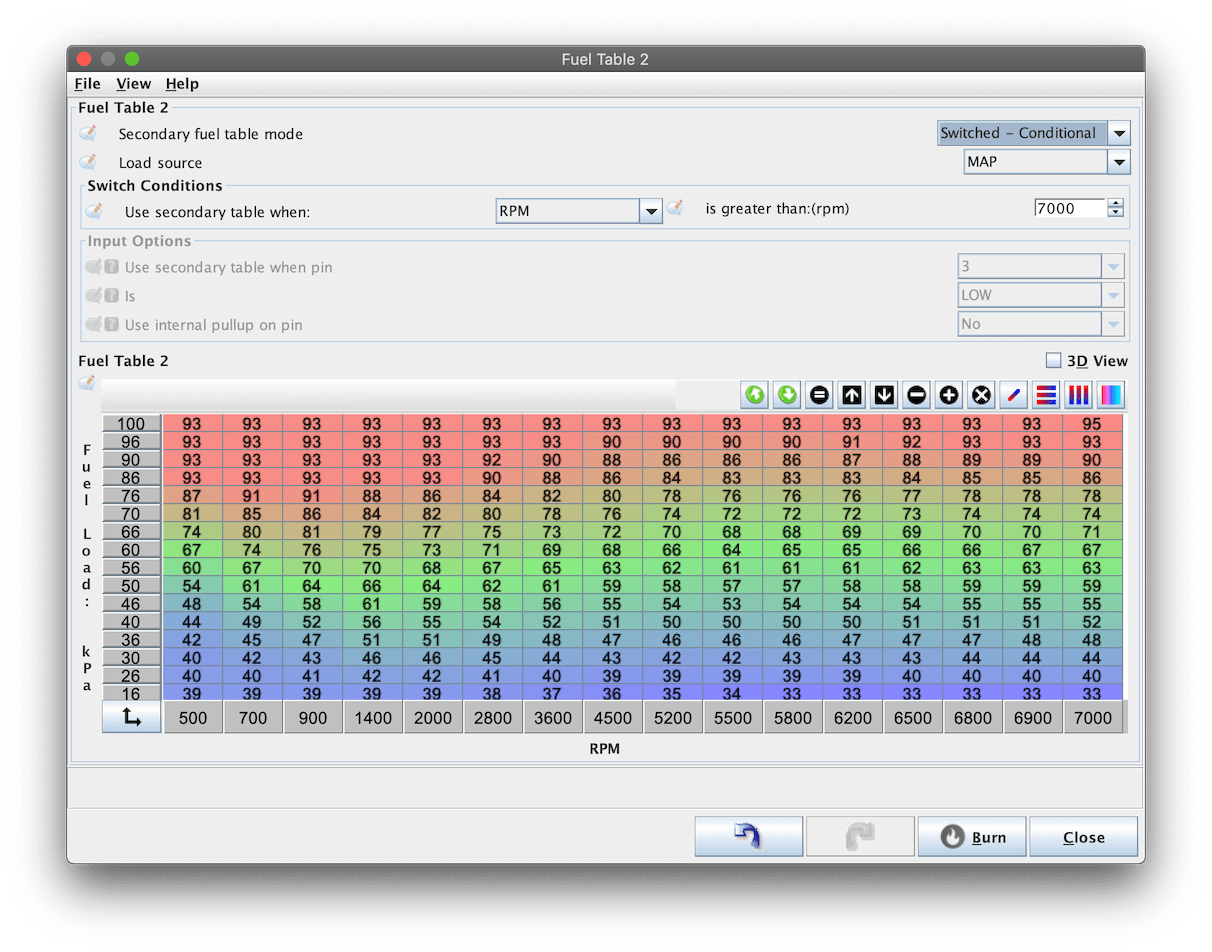 Fuel Table 2
File View Help
Fuel Table 2
Secondary fuel table mode Switched - Conditional
Load source MAP
Switch Conditions
Use secondary table when: RPM is greater than:(rpm) 7000
Input Options
Use secondary table when pin 3
Is LOW
Use internal pullup on pin No
Fuel Table 2 3D View
Fuel Load: kPa
100 93 93 93 93 93 93 93 93 93 93 93 93 93 93 93 95
96 93 93 93 93 93 93 93 90 90 90 90 91 92 93 93 93
90 93 93 93 93 93 92 90 88 86 86 86 87 88 89 89 90
86 93 93 93 93 93 90 88 86 84 83 83 83 84 85 85 86
76 87 91 91 88 86 84 82 80 78 76 76 76 77 78 78 78
70 81 85 86 84 82 80 78 76 74 72 72 72 73 74 74 74
66 74 80 81 79 77 75 73 72 70 68 68 69 69 70 70 71
60 67 74 76 75 73 71 69 68 66 64 65 65 66 66 67 67
56 60 67 70 70 68 67 65 63 62 61 61 61 62 63 63 63
50 54 61 64 66 64 62 61 59 58 57 57 58 58 59 59 59
46 48 54 58 61 59 58 56 55 54 53 54 54 54 55 55 55
40 44 49 52 56 55 54 52 51 50 50 50 50 51 51 51 52
36 42 45 47 51 51 49 48 47 46 46 46 47 47 47 48 48
30 40 42 43 46 46 45 44 43 42 42 43 43 43 44 44 44
26 40 40 41 42 42 41 40 39 39 39 39 39 40 40 40 40
16 39 39 39 39 39 38 37 36 35 34 33 33 33 33 33 33
500 700 900 1400 2000 2800 3600 4500 5200 5500 5800 6200 6500 6800 6900 7000
RPM
Burn Close